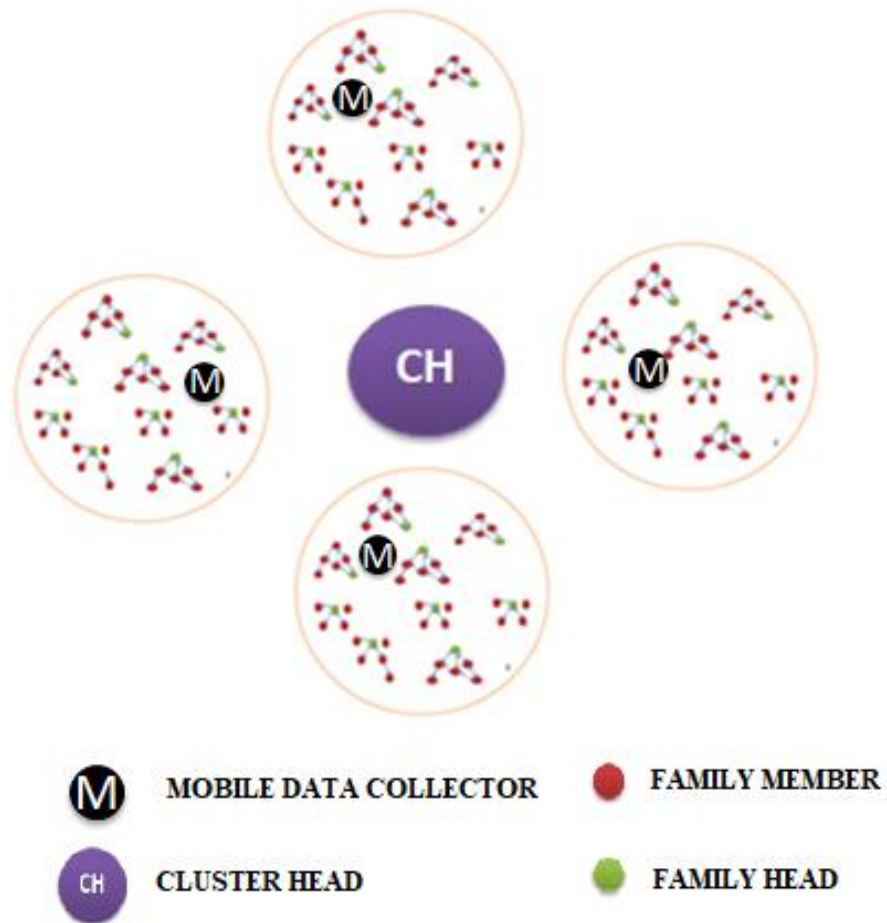 M
M
CH
M
M
M MOBILE DATA COLLECTOR
FAMILY MEMBER
CH CLUSTER HEAD
FAMILY HEAD